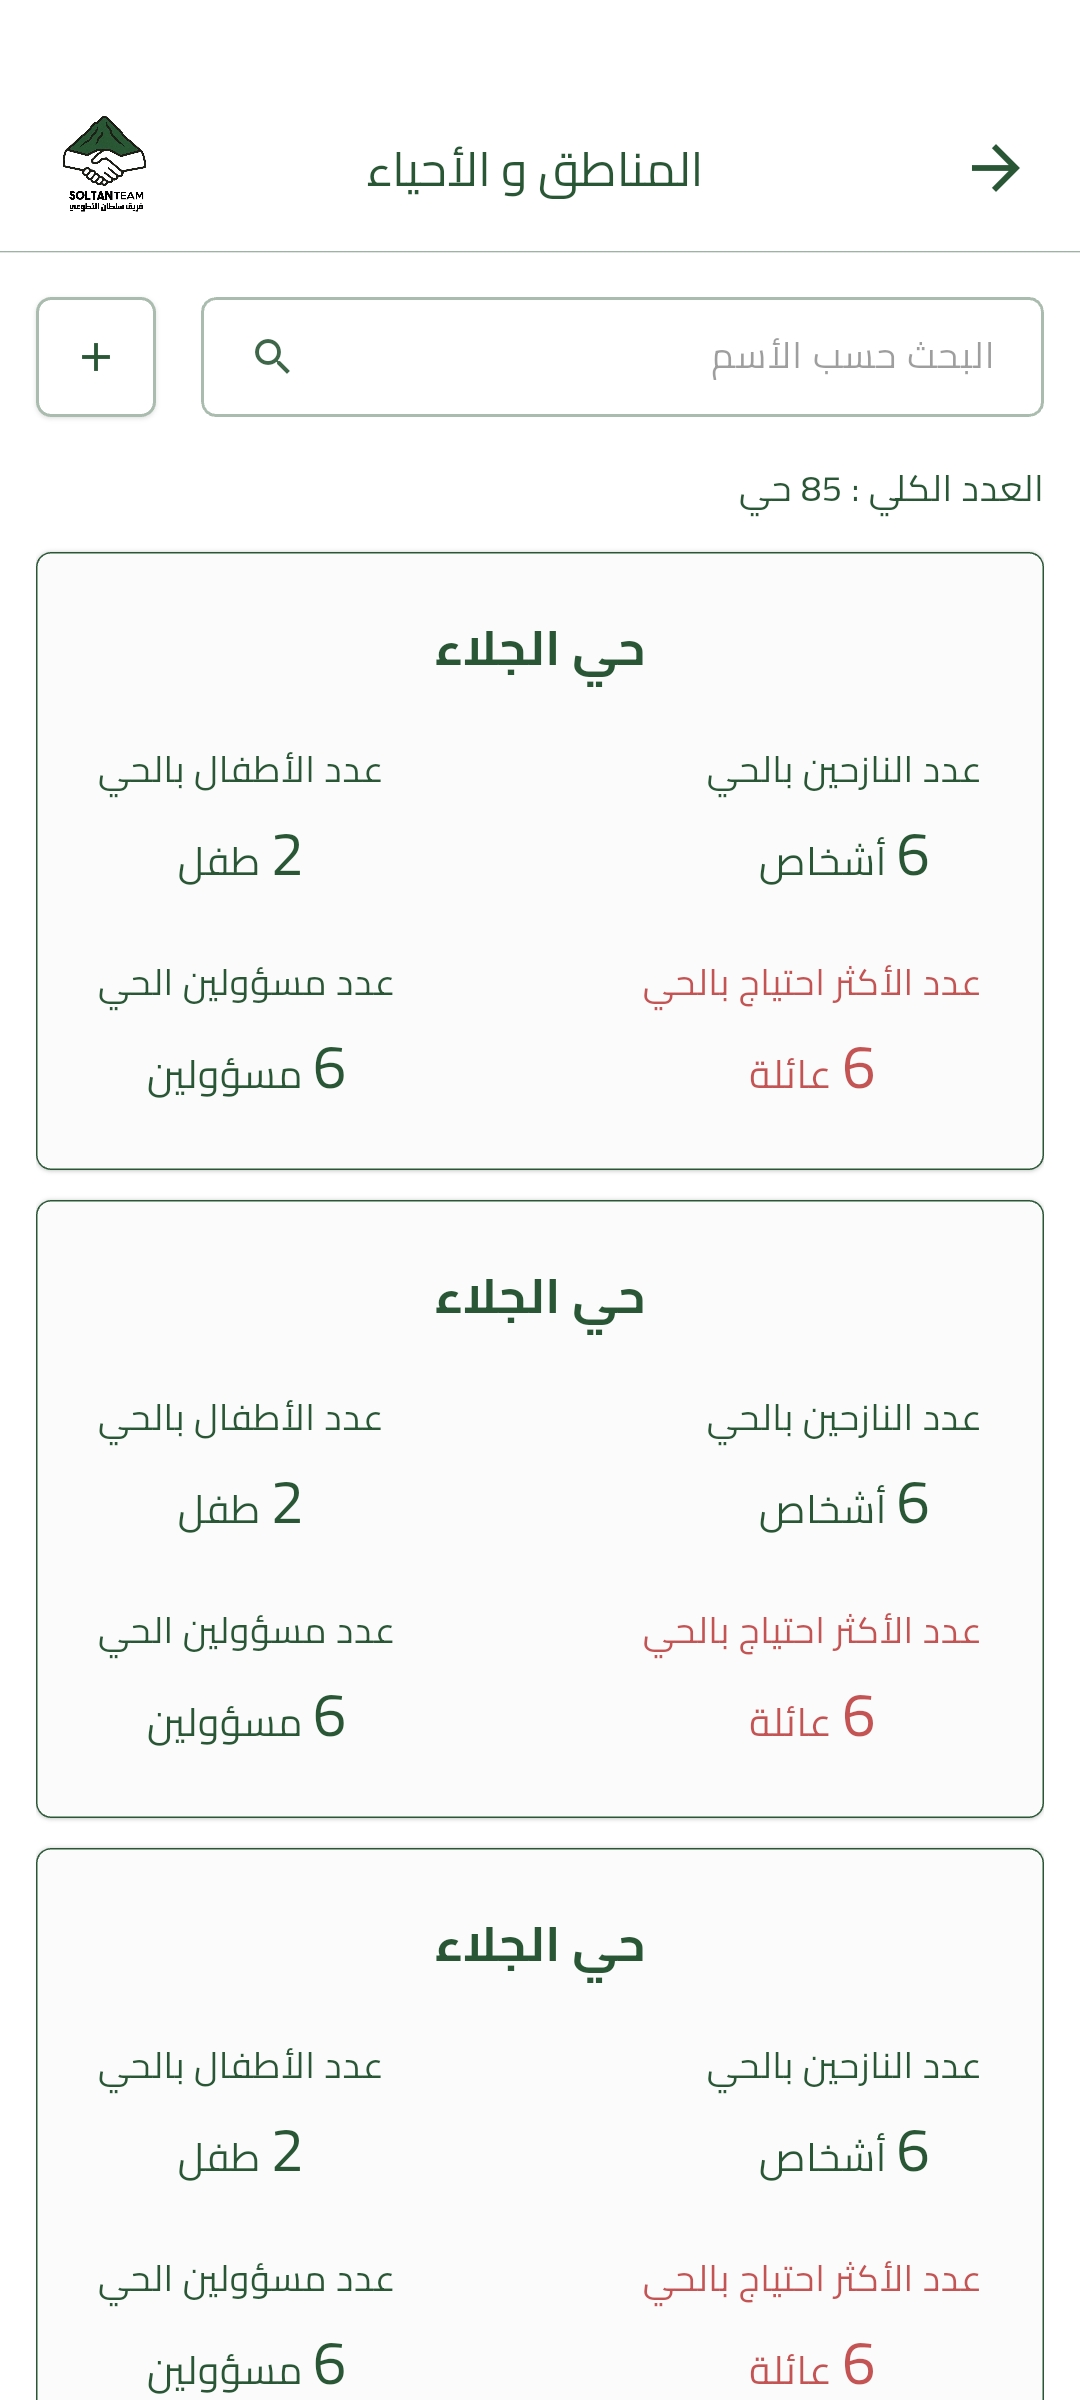 المناطق و الأحياء
SOLTANTEAM
فريق سلطان التطوعي
البحث حسب الأسم
العدد الكلي : 85 حي
حي الجلاء
عدد النازحين بالحي
عدد الأطفال بالحي
6 أشخاص
2 طفل
عدد الأكثر احتياج بالحي
عدد مسؤولين الحي
6 عائلة
6 مسؤولين
حي الجلاء
عدد النازحين بالحي
عدد الأطفال بالحي
6 أشخاص
2 طفل
عدد الأكثر احتياج بالحي
عدد مسؤولين الحي
6 عائلة
6 مسؤولين
حي الجلاء
عدد النازحين بالحي
عدد الأطفال بالحي
6 أشخاص
2 طفل
عدد الأكثر احتياج بالحي
عدد مسؤولين الحي
6 عائلة
6 مسؤولين